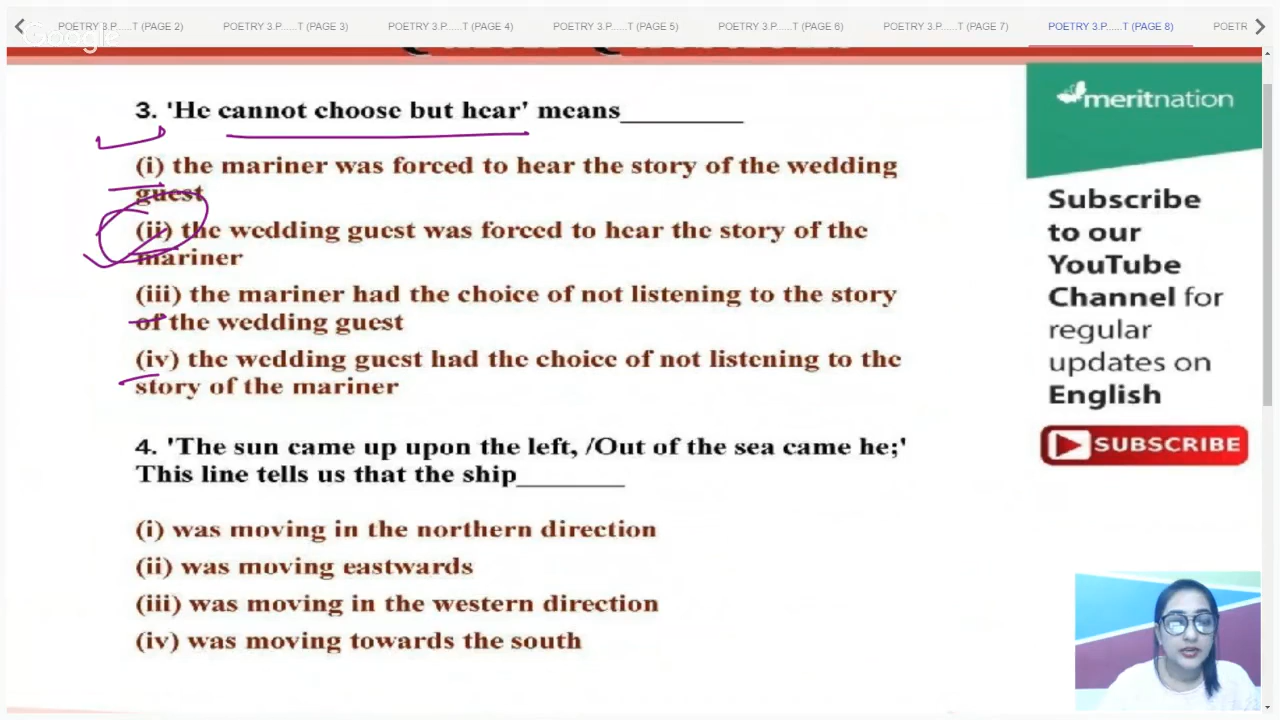 POETRY 3.P......T (PAGE 2) POETRY 3.P......T (PAGE 3) POETRY 3.P......T (PAGE 4) POETRY 3.P......T (PAGE 5) POETRY 3.P......T (PAGE 6) POETRY 3.P......T (PAGE 7) POETRY 3.P......T (PAGE 8) POETR
Google
3. 'He cannot choose but hear' means_________
(i) the mariner was forced to hear the story of the wedding
guest
(ii) the wedding guest was forced to hear the story of the
mariner
(iii) the mariner had the choice of not listening to the story
of the wedding guest
(iv) the wedding guest had the choice of not listening to the
story of the mariner
4. 'The sun came up upon the left, /Out of the sea came he;'
This line tells us that the ship________
(i) was moving in the northern direction
(ii) was moving eastwards
(iii) was moving in the western direction
(iv) was moving towards the south
meritnation
Subscribe
to our
YouTube
Channel for
regular
updates on
English
SUBSCRIBE